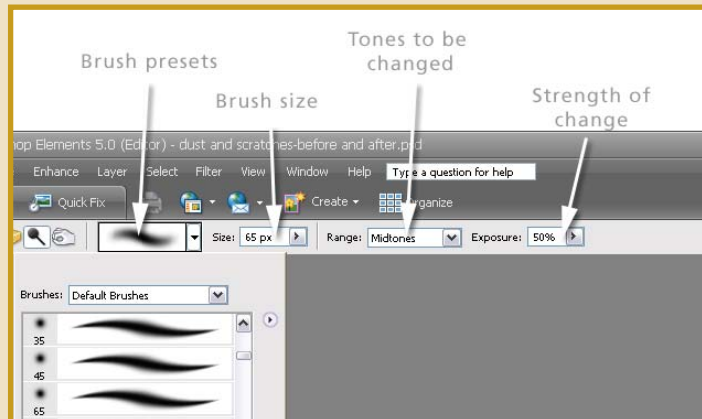 Tones to be
changed
Brush presets
Brush size
Strength of
change
hop Elements 5.0 (Editor) - dust and scratches-before and after.psd
Enhance Layer Select Filter View Window Help Type a question for help
Quick Fix Create Organize
Size: 65 px Range: Midtones Exposure: 50%
Brushes: Default Brushes
35
45
65